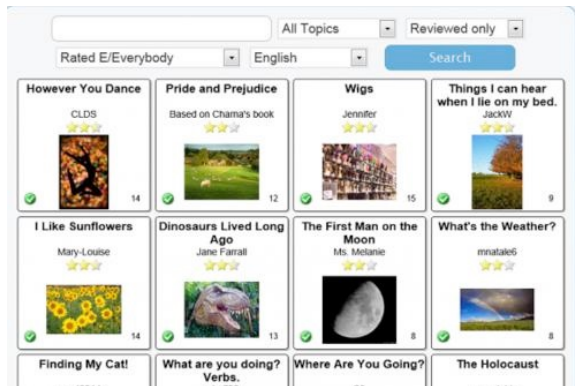 All Topics
Reviewed only
Rated E/Everybody
English
Search
However You Dance
CLDS
14
Pride and Prejudice
Based on Chama's book
12
Wigs
Jennifer
15
Things I can hear
when I lie on my bed.
JackW
9
I Like Sunflowers
Mary-Louise
14
Dinosaurs Lived Long
Ago
Jane Farrall
13
The First Man on the
Moon
Ms. Melanie
8
What's the Weather?
mnatale6
8
Finding My Cat!
What are you doing?
Verbs.
Where Are You Going?
The Holocaust